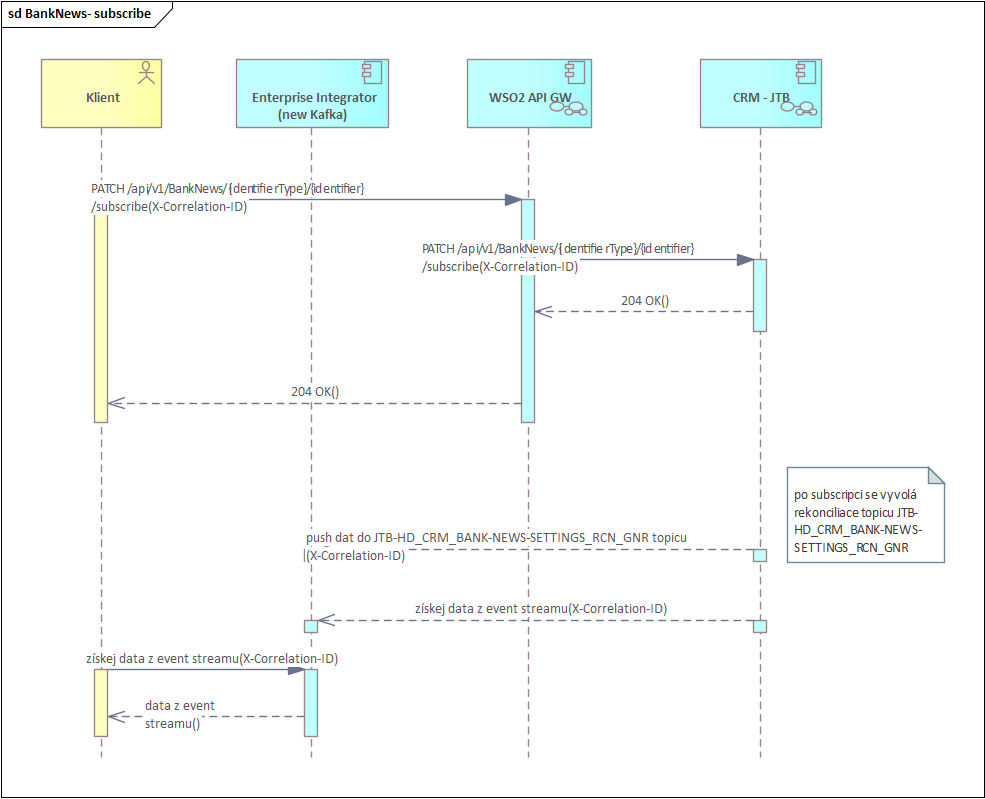 sd BankNews- subscribe
Klient
Enterprise Integrator
(new Kafka)
WSO2 API GW
CRM - JTB
PATCH /api/v1/BankNews/{identifierType}/{identifier}
/subscribe(X-Correlation-ID)
PATCH /api/v1/BankNews/{identifierType}/{identifier}
/subscribe(X-Correlation-ID)
204 OK()
204 OK()
po subscripci se vyvolá
rekonciliace topicu JTB-
HD_CRM_BANK-NEWS-
SETTINGS_RCN_GNR
push dat do JTB-HD_CRM_BANK-NEWS-SETTINGS_RCN_GNR topicu
(X-Correlation-ID)
získej data z event streamu(X-Correlation-ID)
získej data z event streamu(X-Correlation-ID)
data z event
streamu()